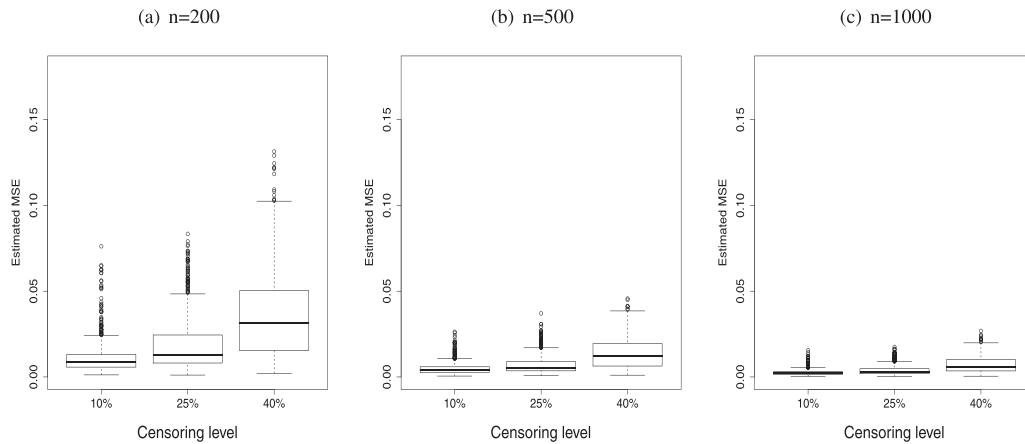 (a) n=200
(b) n=500
(c) n=1000
Estimated MSE
0.00
0.05
0.10
0.15
10%
25%
40%
Censoring level
Estimated MSE
0.00
0.05
0.10
0.15
10%
25%
40%
Censoring level
Estimated MSE
0.00
0.05
0.10
0.15
10%
25%
40%
Censoring level